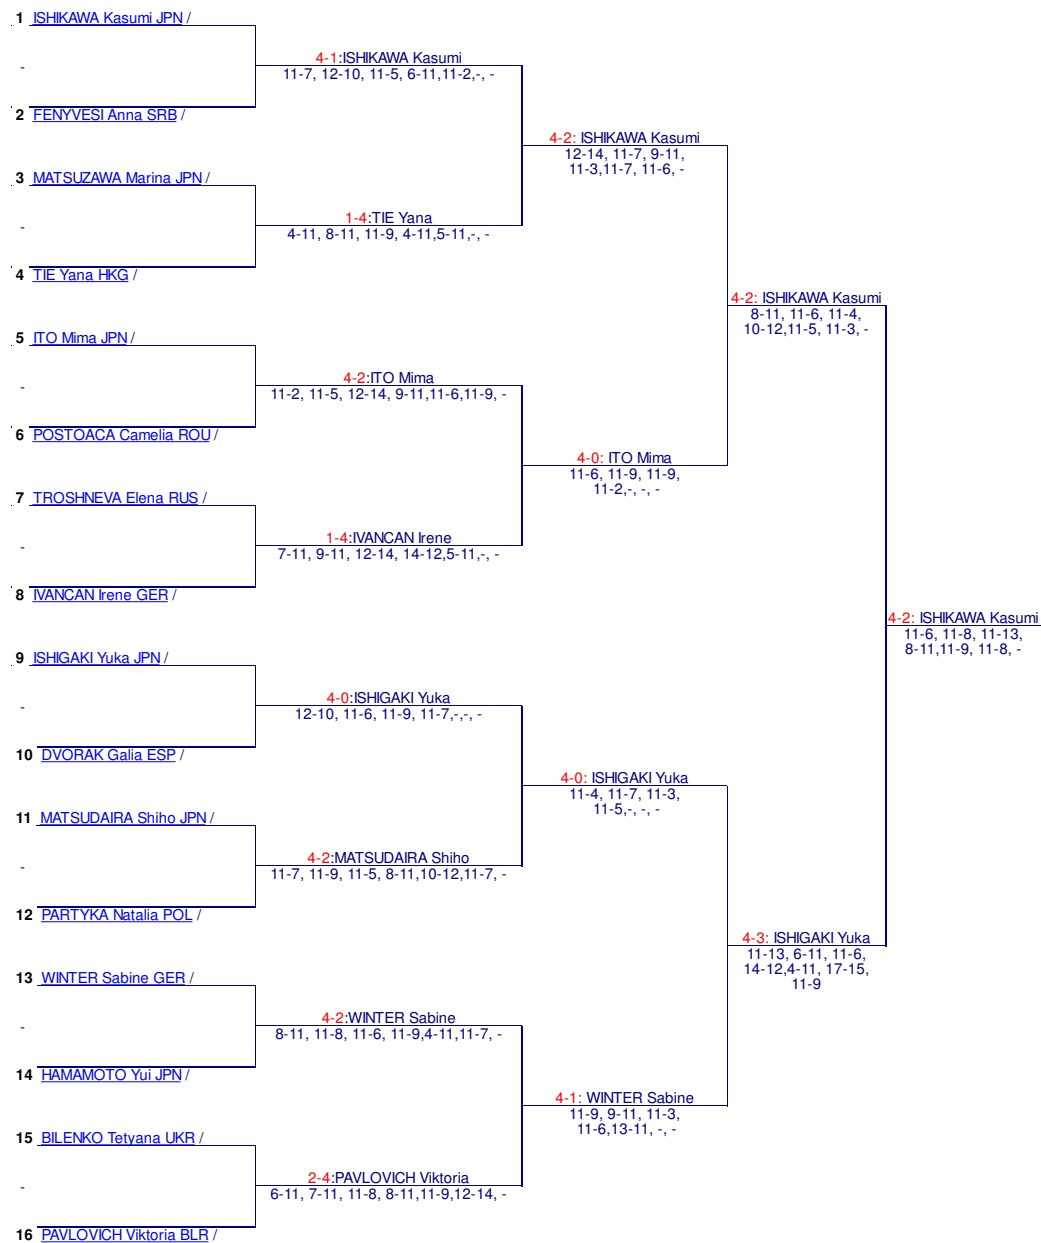 1 ISHIKAWA Kasumi JPN /
4-1:ISHIKAWA Kasumi
-
11-7, 12-10, 11-5, 6-11,11-2,-, -
2 FENYVESI Anna SRB /
4-2: ISHIKAWA Kasumi
12-14, 11-7, 9-11,
11-3,11-7, 11-6, -
3 MATSUZAWA Marina JPN /
1-4:TIE Yana
-
4-11, 8-11, 11-9, 4-11,5-11,-, -
4 TIE Yana HKG /
4-2: ISHIKAWA Kasumi
8-11, 11-6, 11-4,
10-12,11-5, 11-3, -
5 ITO Mima JPN /
4-2:ITO Mima
-
11-2, 11-5, 12-14, 9-11,11-6,11-9, -
6 POSTOACA Camelia ROU /
4-0: ITO Mima
11-6, 11-9, 11-9,
11-2,-, -, -
7 TROSHNEVA Elena RUS /
1-4:IVANCAN Irene
-
7-11, 9-11, 12-14, 14-12,5-11,-, -
8 IVANCAN Irene GER /
4-2: ISHIKAWA Kasumi
11-6, 11-8, 11-13,
8-11,11-9, 11-8, -
9 ISHIGAKI Yuka JPN /
4-0:ISHIGAKI Yuka
-
12-10, 11-6, 11-9, 11-7,-,-, -
10 DVORAK Galia ESP /
4-0: ISHIGAKI Yuka
11-4, 11-7, 11-3,
11-5,-, -, -
11 MATSUDAIRA Shiho JPN /
4-2:MATSUDAIRA Shiho
-
11-7, 11-9, 11-5, 8-11,10-12,11-7, -
12 PARTYKA Natalia POL /
4-3: ISHIGAKI Yuka
11-13, 6-11, 11-6,
14-12,4-11, 17-15,
11-9
13 WINTER Sabine GER /
4-2:WINTER Sabine
-
8-11, 11-8, 11-6, 11-9,4-11,11-7, -
14 HAMAMOTO Yui JPN /
4-1: WINTER Sabine
11-9, 9-11, 11-3,
11-6,13-11, -, -
15 BILENKO Tetyana UKR /
2-4:PAVLOVICH Viktoria
-
6-11, 7-11, 11-8, 8-11,11-9,12-14, -
16 PAVLOVICH Viktoria BLR /